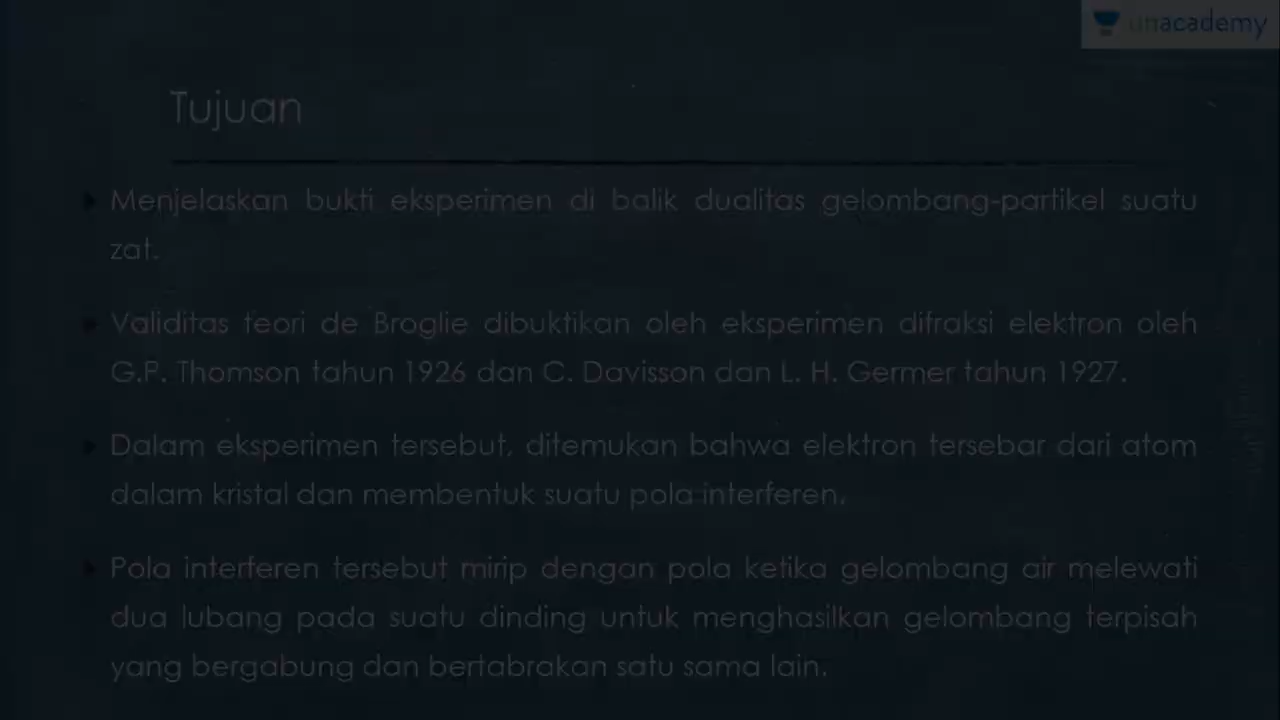 unacademy
Tujuan
Menjelaskan bukti eksperimen di balik dualitas gelombang-partikel suatu
zat.
Validitas teori de Broglie dibuktikan oleh eksperimen difraksi elektron oleh
G.P. Thomson tahun 1926 dan C. Davisson dan L. H. Germer tahun 1927.
Dalam eksperimen tersebut, ditemukan bahwa elektron tersebar dari atom
dalam kristal dan membentuk suatu pola interferen.
Pola interferen tersebut mirip dengan pola ketika gelombang air melewati
dua lubang pada suatu dinding untuk menghasilkan gelombang terpisah
yang bergabung dan bertabrakan satu sama lain.